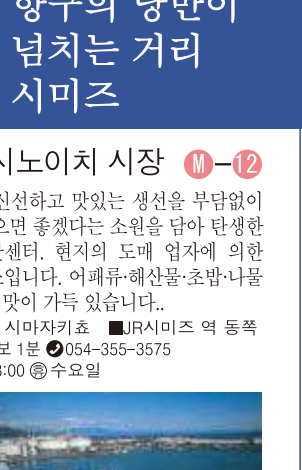 항구의 낭만이
넘치는 거리
시미즈
시노이치 시장 M-12
신선하고 맛있는 생선을 부담없이
으면 좋겠다는 소원을 담아 탄생한
센터. 현지의 도매 업자에 의한
입니다. 어패류·해산물·초밥·나물
맛이 가득 있습니다..
시마자키쵸 ■JR시미즈 역 동쪽
보 1분 054-355-3575
:00 휴 수요일